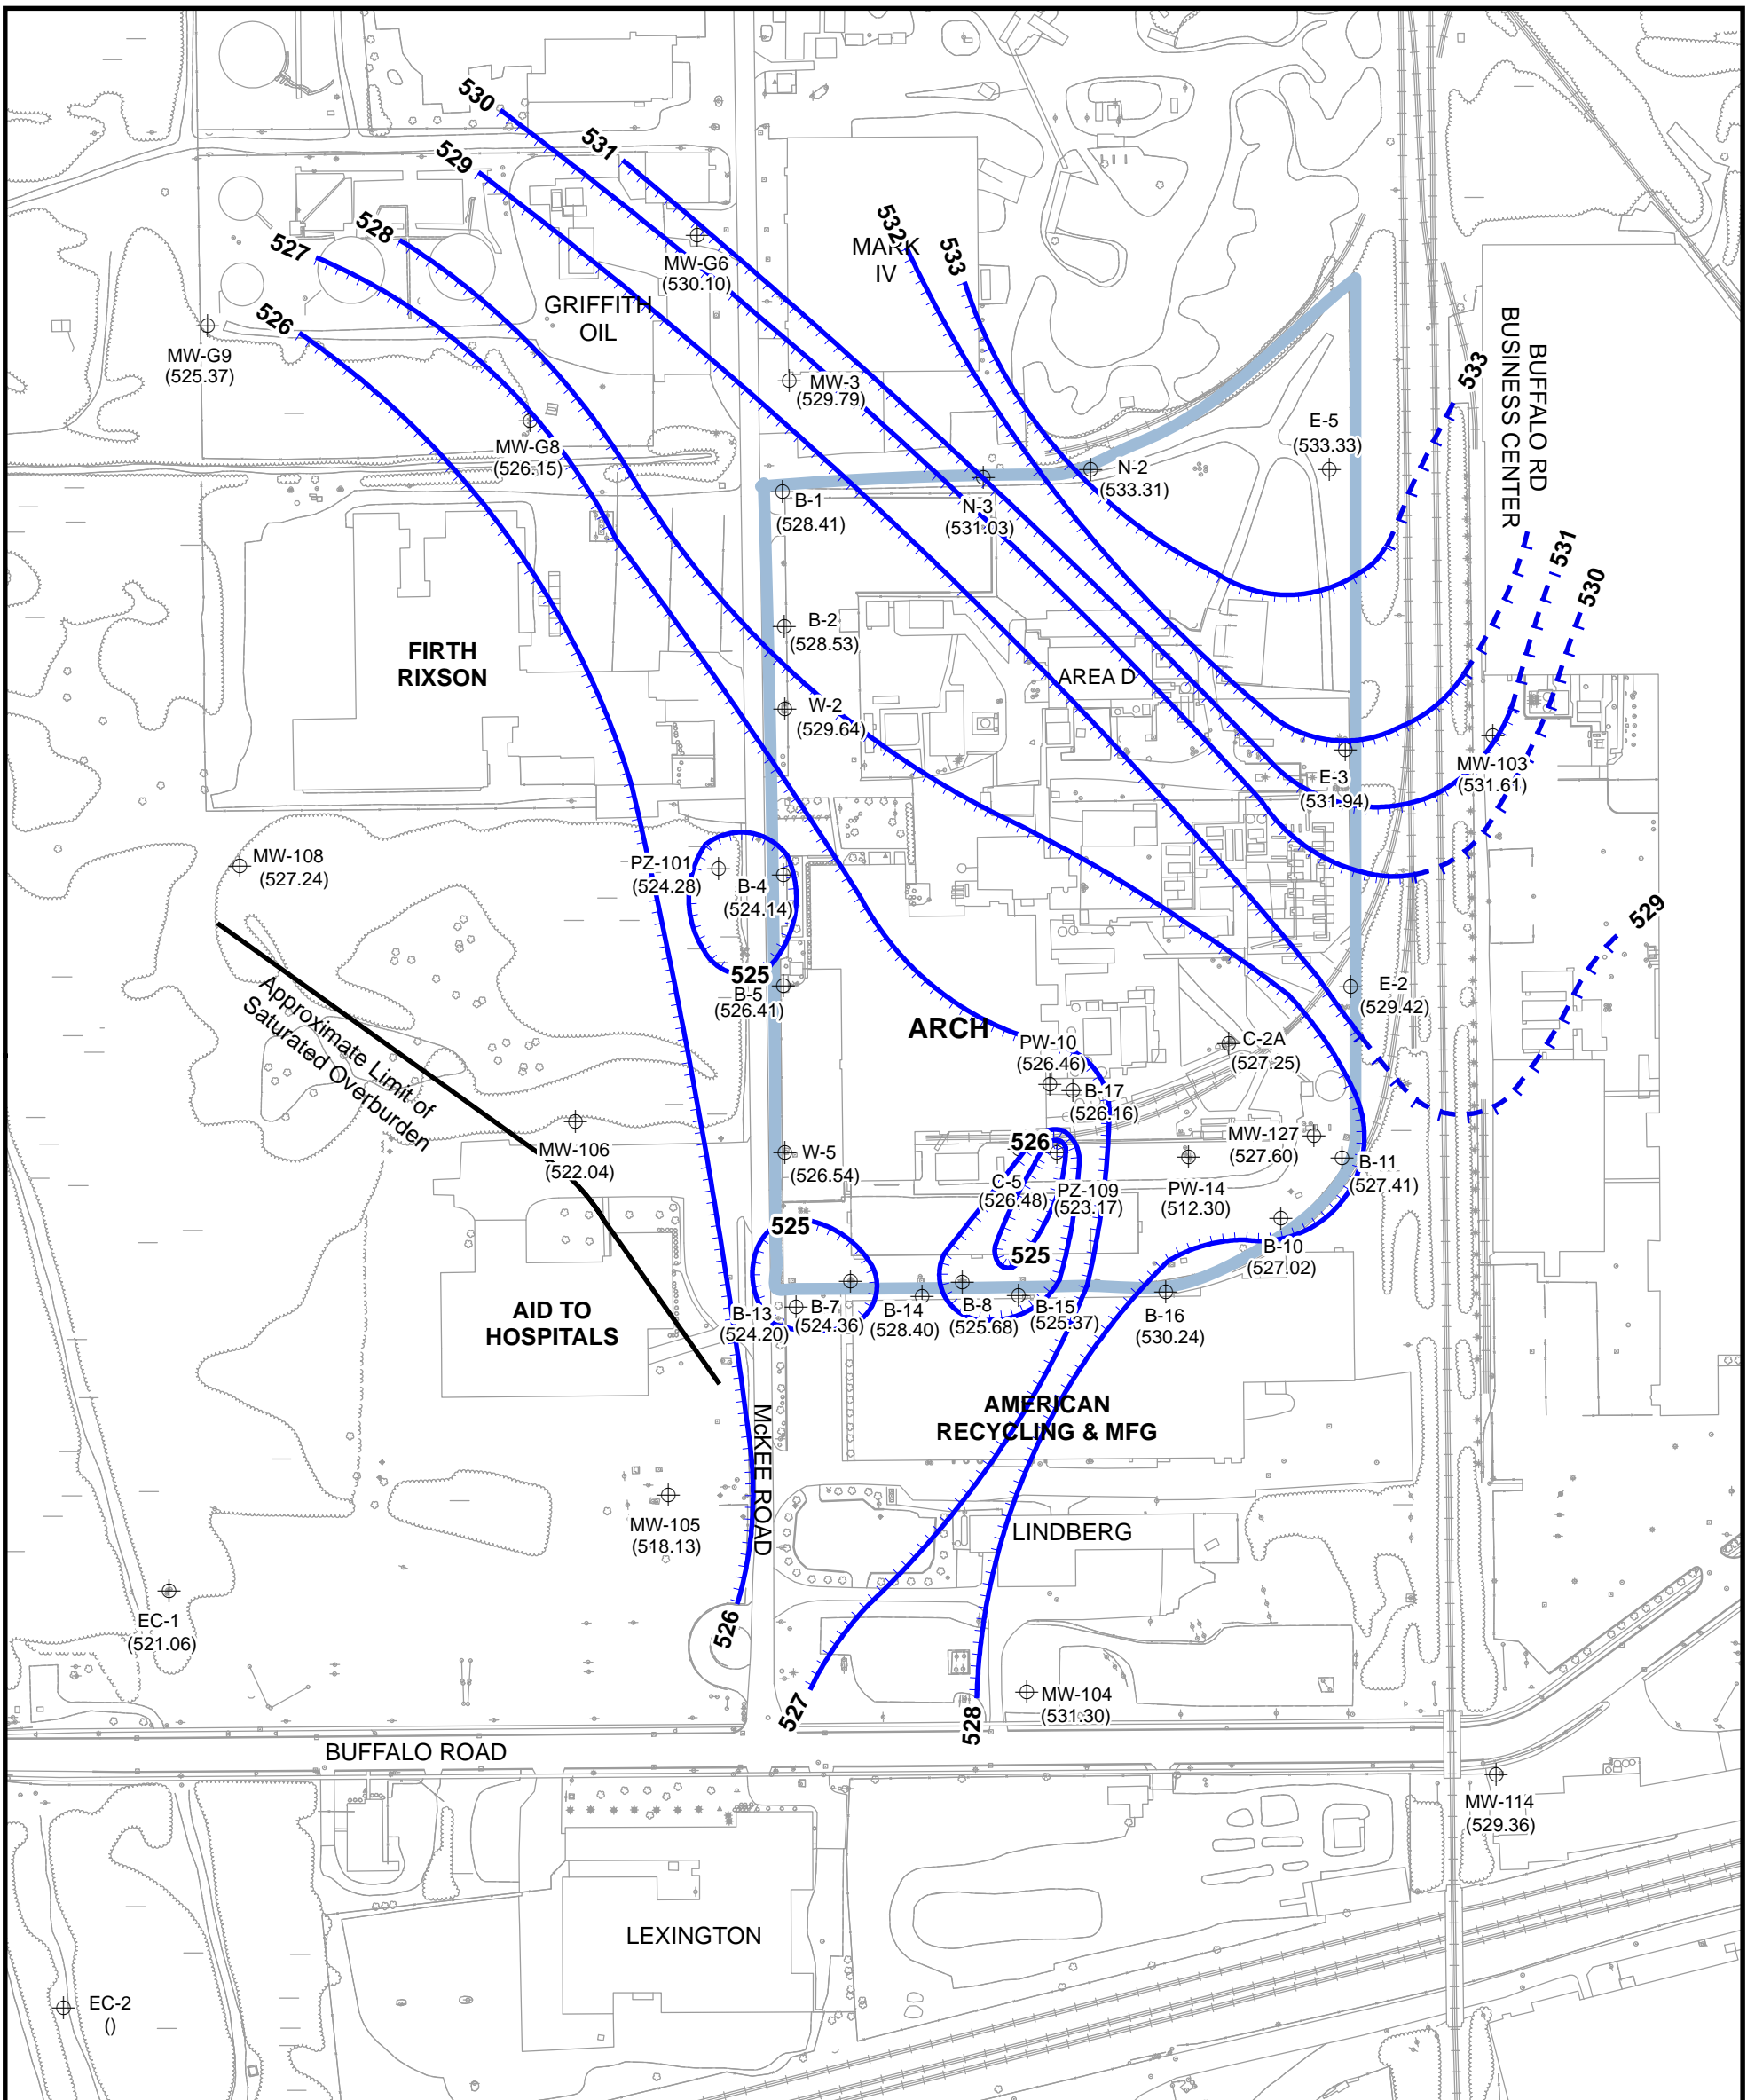 530
531
529
528
527
526
532
533
MARK
IV
MW-G6
(530.10)
GRIFFITH
OIL
MW-G9
(525.37)
MW-3
(529.79)
BUFFALO RD
BUSINESS CENTER
533
E-5
(533.33)
MW-G8
(526.15)
N-2
(533.31)
B-1
(528.41)
N-3
(531.03)
531
530
B-2
(528.53)
FIRTH
RIXSON
AREA D
W-2
(529.64)
E-3
(531.94)
MW-103
(531.61)
MW-108
(527.24)
PZ-101
(524.28)
B-4
(524.14)
529
525
B-5
(526.41)
E-2
(529.42)
Approximate Limit of
Saturated Overburden
ARCH
PW-10
(526.46)
C-2A
(527.25)
B-17
(526.16)
MW-106
(522.04)
W-5
(526.54)
526
MW-127
(527.60)
B-11
(527.41)
C-5
(526.48)
PZ-109
(523.17)
PW-14
(512.30)
525
525
B-10
(527.02)
AID TO
HOSPITALS
B-13
(524.20)
B-7
(524.36)
B-14
(528.40)
B-8
(525.68)
B-15
(525.37)
B-16
(530.24)
AMERICAN
RECYCLING & MFG
McKEE ROAD
MW-105
(518.13)
LINDBERG
EC-1
(521.06)
526
527
528
MW-104
(531.30)
BUFFALO ROAD
MW-114
(529.36)
LEXINGTON
EC-2
()